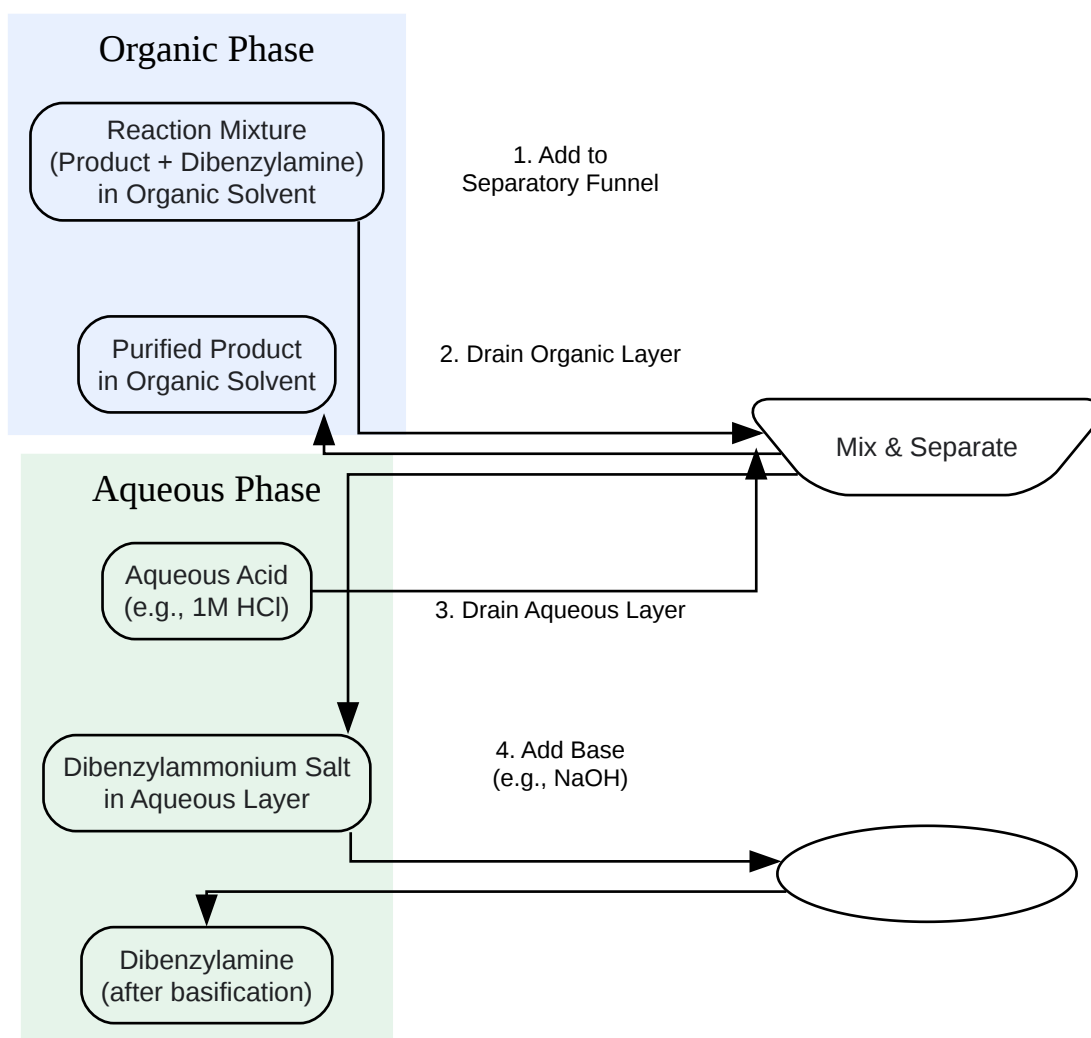 Organic Phase
Reaction Mixture
(Product + Dibenzylamine)
in Organic Solvent
1. Add to
Separatory Funnel
Purified Product
in Organic Solvent
2. Drain Organic Layer
Mix & Separate
Aqueous Phase
Aqueous Acid
(e.g., 1M HCl)
3. Drain Aqueous Layer
Dibenzylammonium Salt
in Aqueous Layer
4. Add Base
(e.g., NaOH)
Dibenzylamine
(after basification)